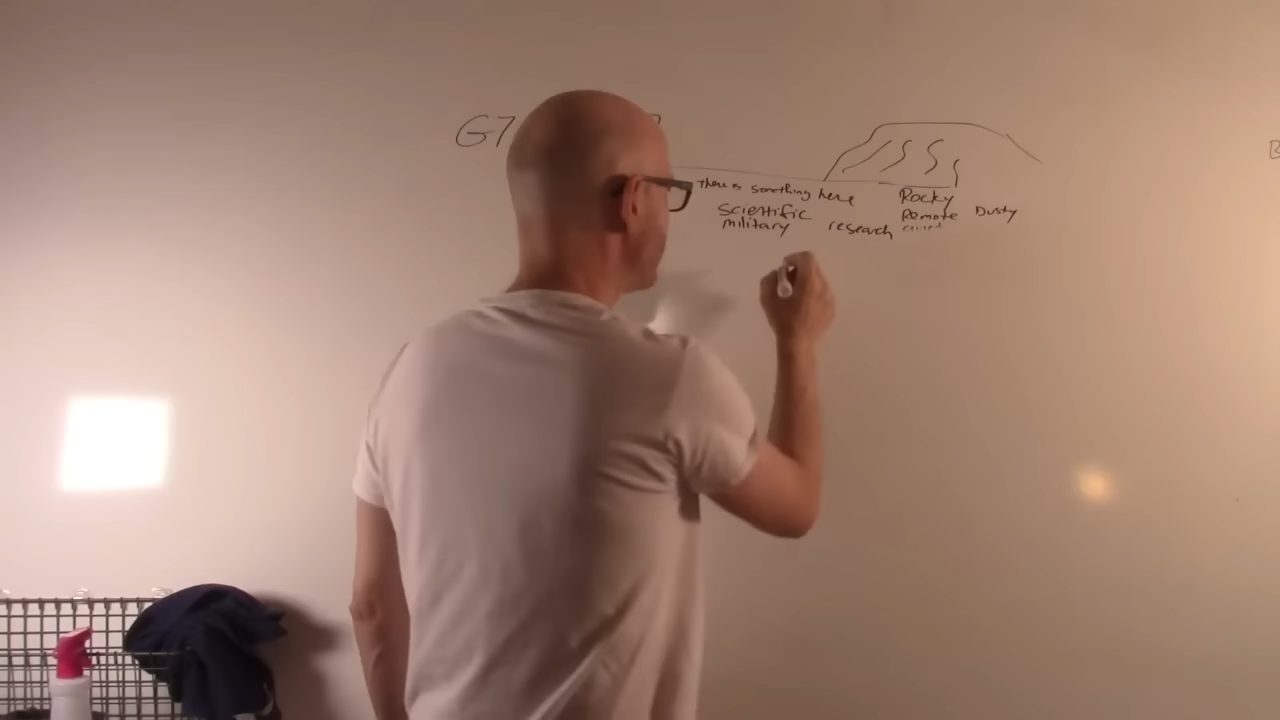 G7
There is something here
Rocky
Scientific
Remote Dusty
military research